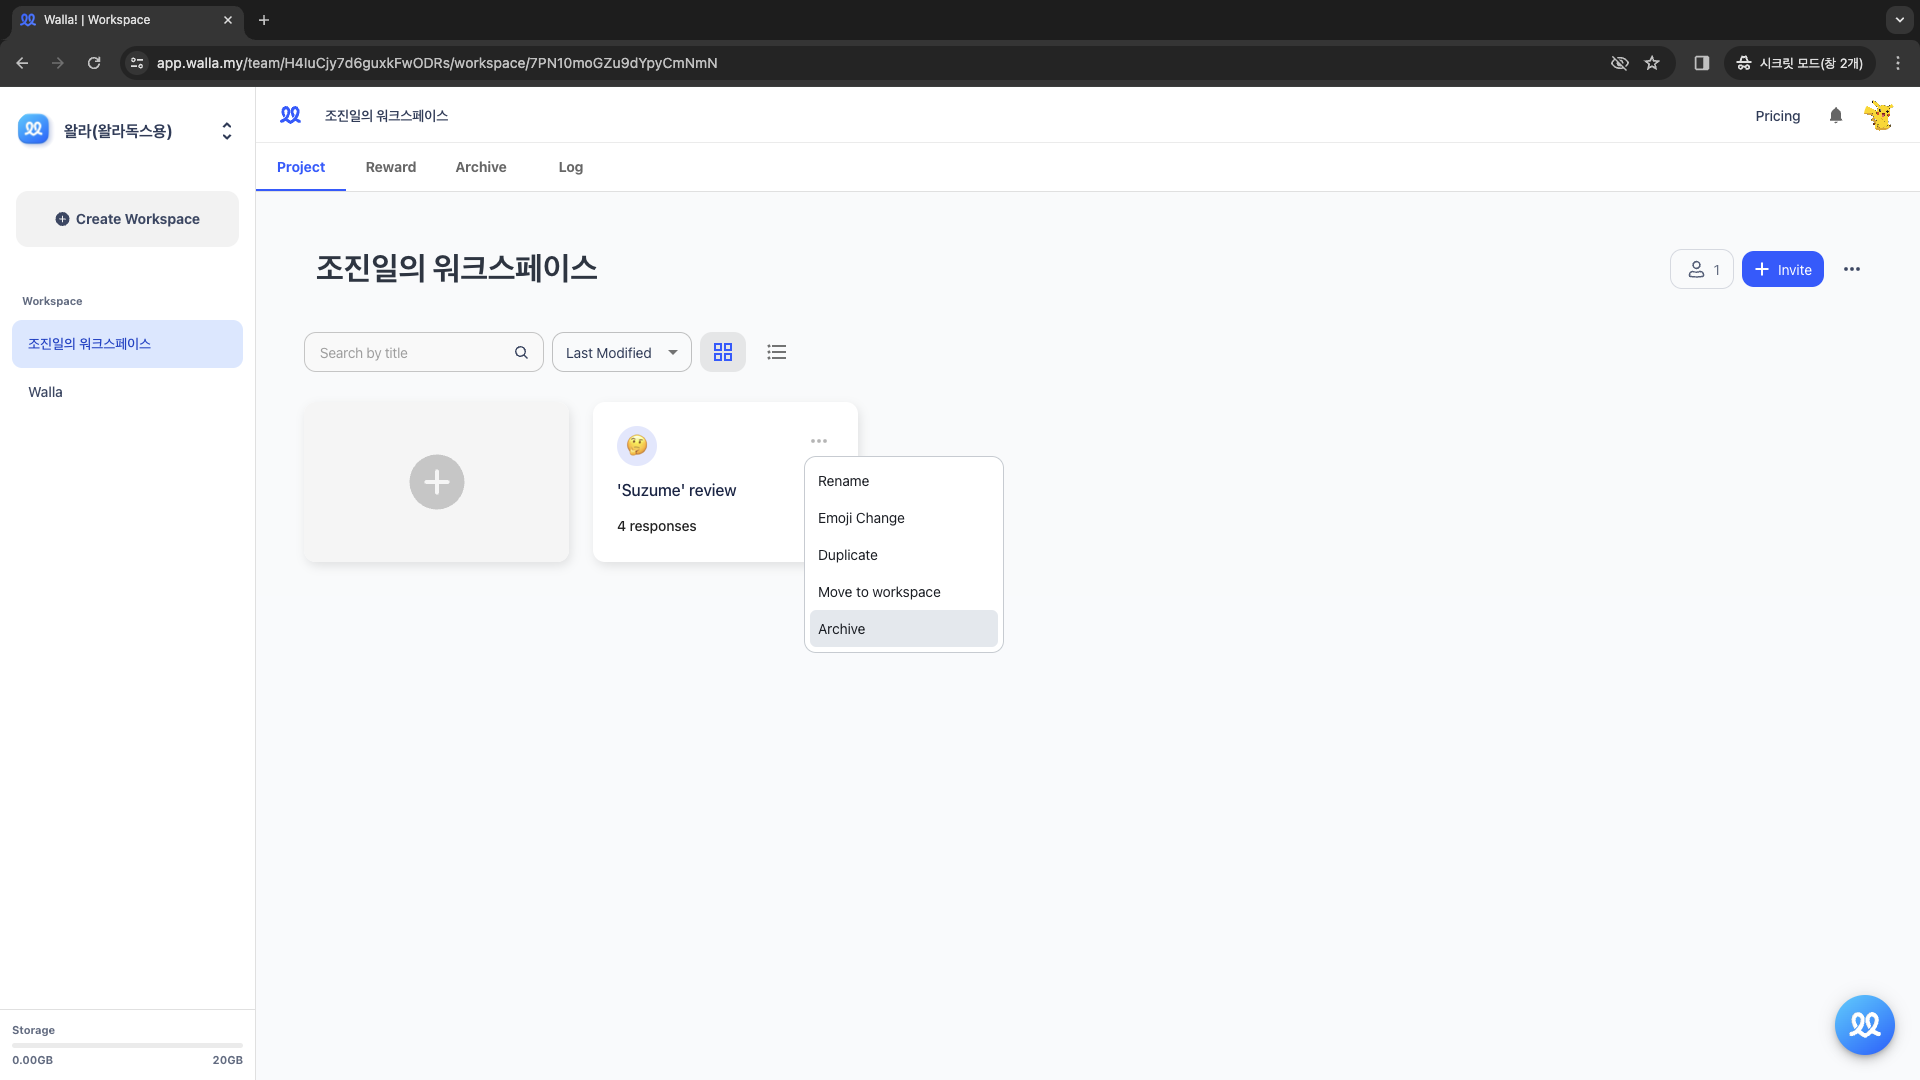 Walla! | Workspace
app.walla.my/team/H4IuCjy7d6guxkFwODRs/workspace/7PN10moGZu9dYpyCmNmN
시크릿 모드(창 2개)
왈라(왈라독스용)
조진일의 워크스페이스
Pricing
Project
Reward
Archive
Log
Create Workspace
조진일의 워크스페이스
1
Invite
Workspace
조진일의 워크스페이스
Walla
Search by title
Last Modified
'Suzume' review
4 responses
Rename
Emoji Change
Duplicate
Move to workspace
Archive
Storage
0.00GB
20GB